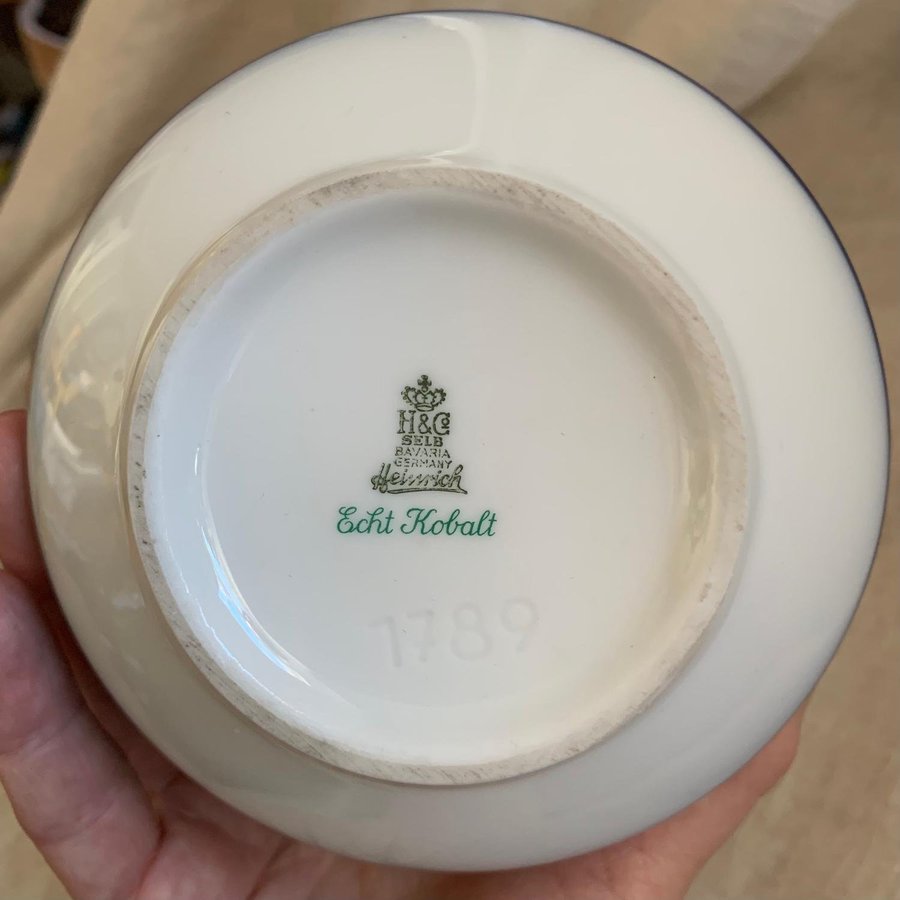 H&Co
SELB
BAVARIA
GERMANY
Heinrich
Echt Kobalt
1789